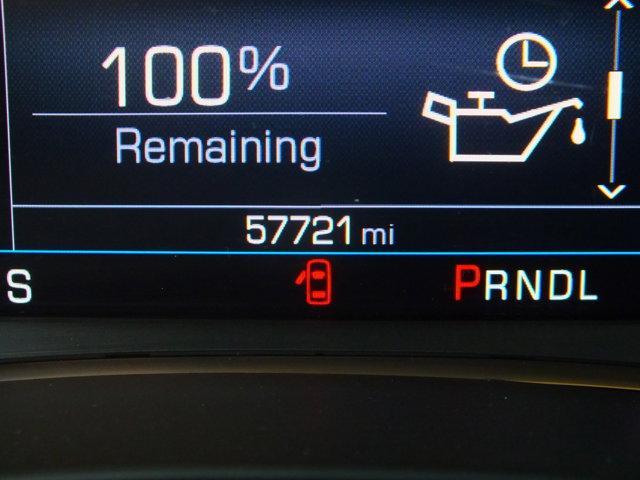 100%
Remaining
57721 mi
S
PRNDL